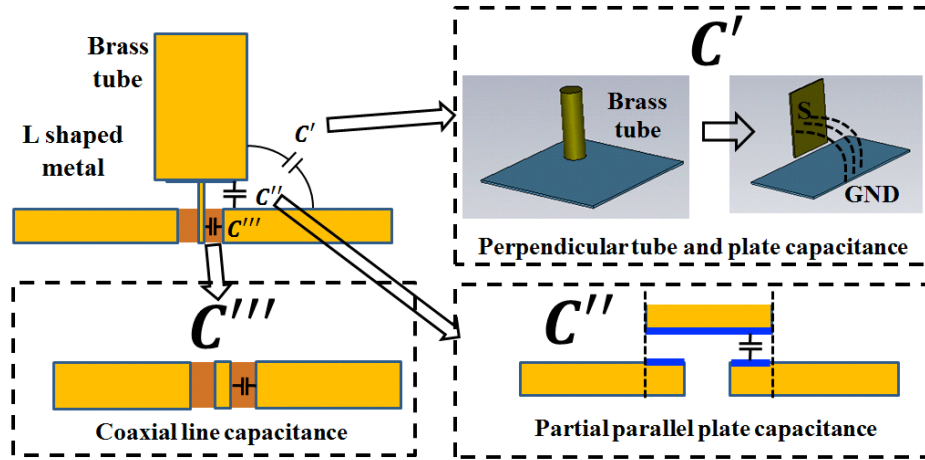 Brass
tube
L shaped
metal
C'
C''
C'''
C'
Brass
tube
S
GND
Perpendicular tube and plate capacitance
C'''
Coaxial line capacitance
C''
Partial parallel plate capacitance